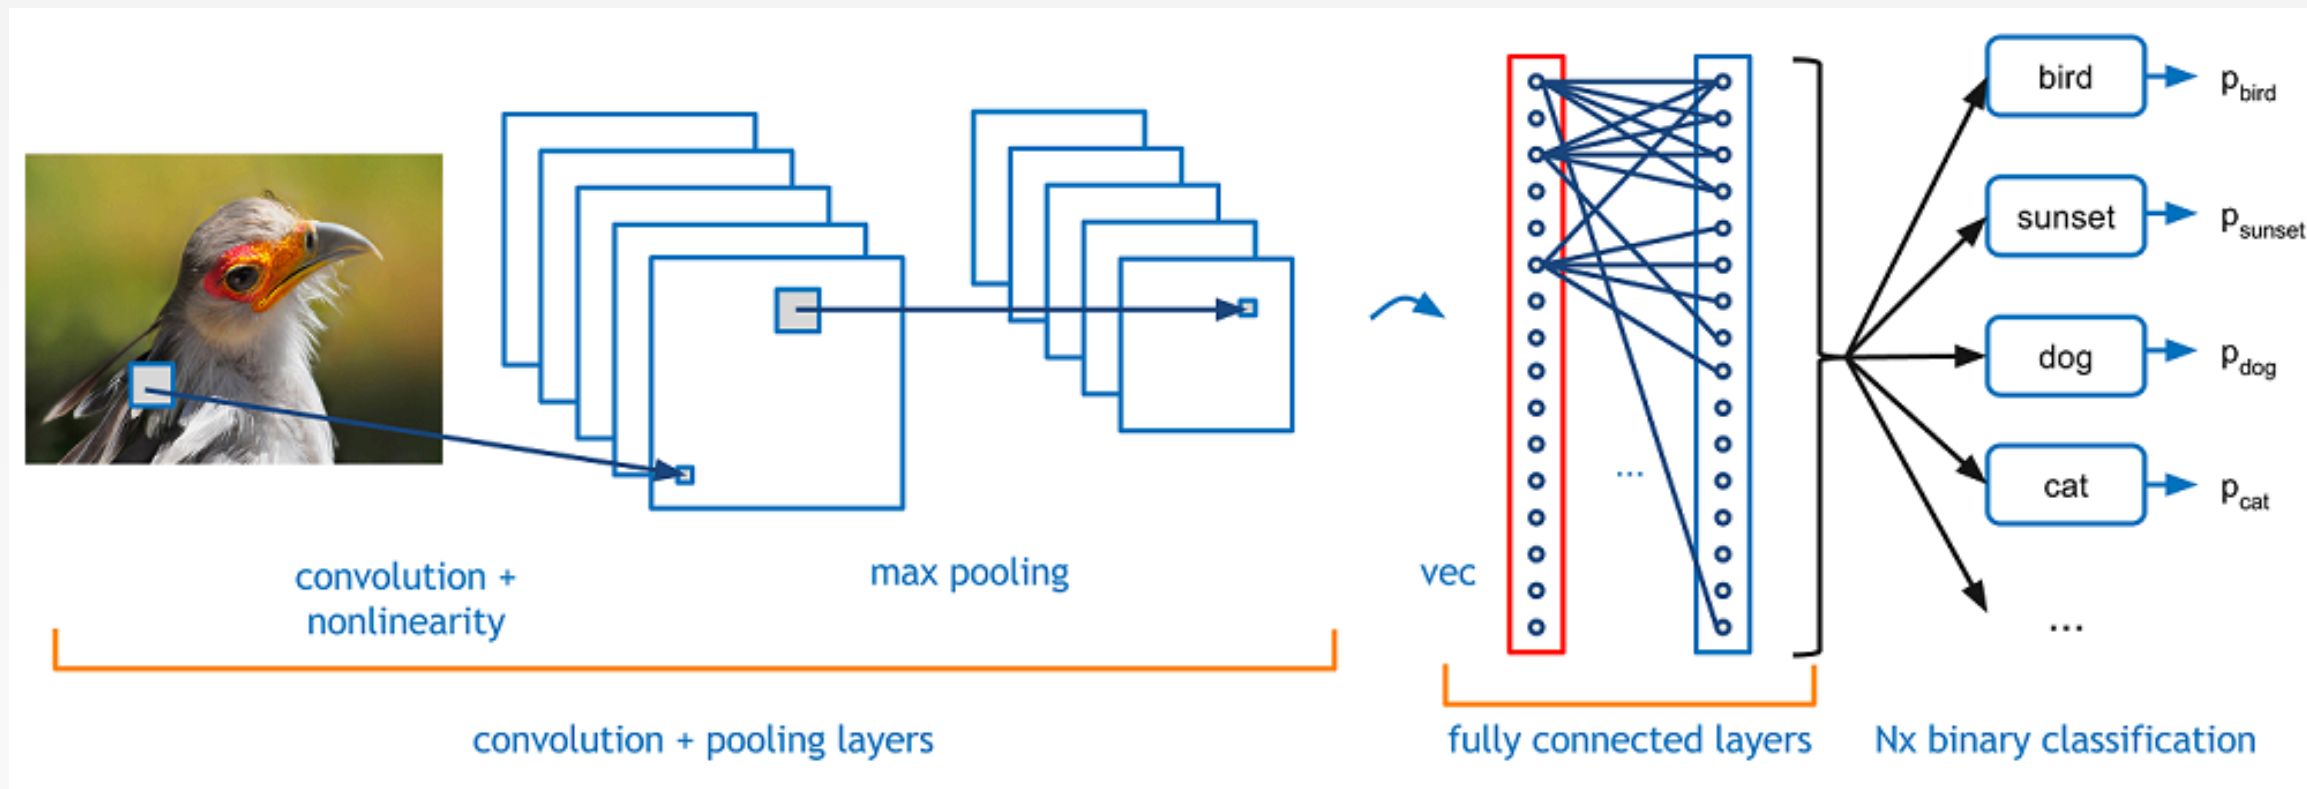 convolution +
nonlinearity
max pooling
vec
convolution + pooling layers
fully connected layers
Nx binary classification
...
bird
p_bird
sunset
p_sunset
dog
p_dog
cat
p_cat
...